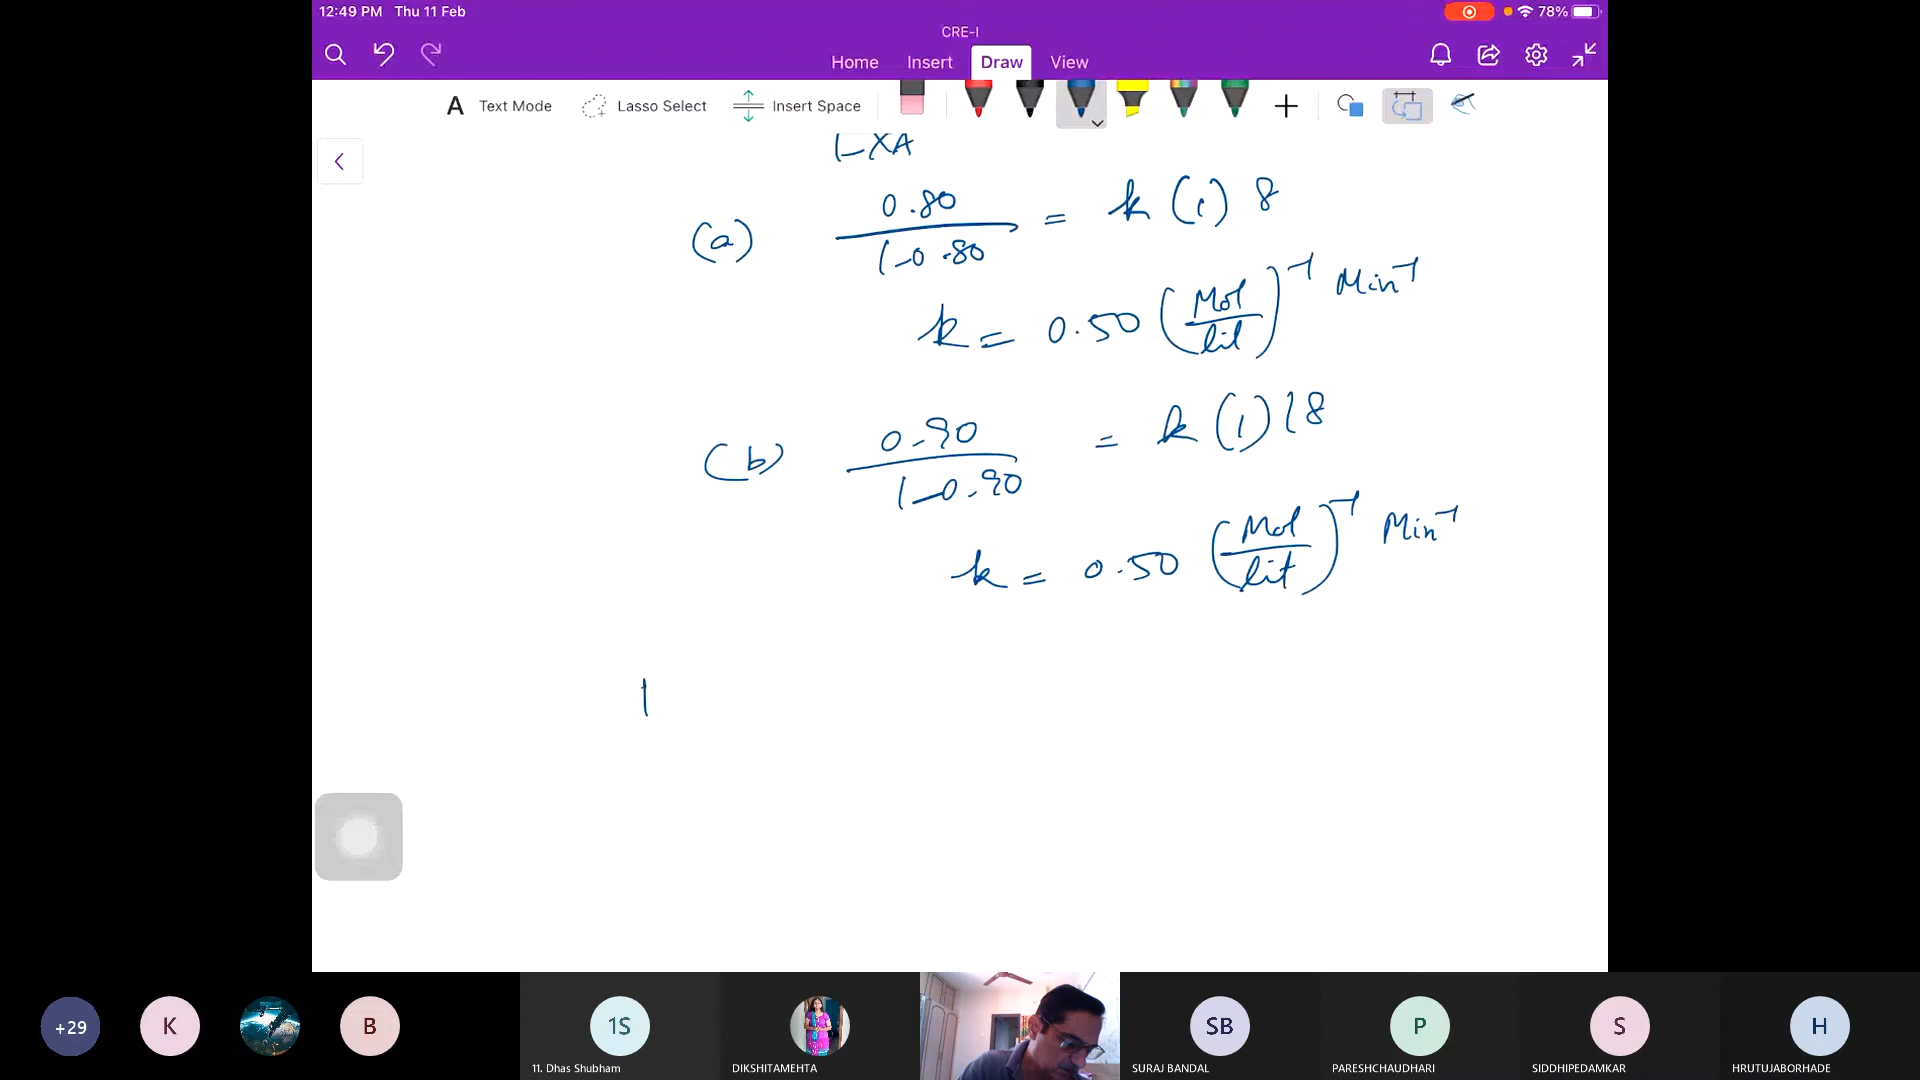 12:49 PM Thu 11 Feb
78%
CRE-I
Home Insert Draw View
A Text Mode Lasso Select Insert Space
1-XA
(a) 0.80 / 1-0.80 = k (1) 8
k = 0.50 (Mol/lit)⁻¹ Min⁻¹
(b) 0.90 / 1-0.90 = k (1) 18
k = 0.50 (Mol/lit)⁻¹ Min⁻¹
+29 K B 1S SB P S H
11. Dhas Shubham DIKSHITAMEHTA SURAJ BANDAL PARESHCHAUDHARI SIDDHIPEDAMKAR HRUTUJABORHADE